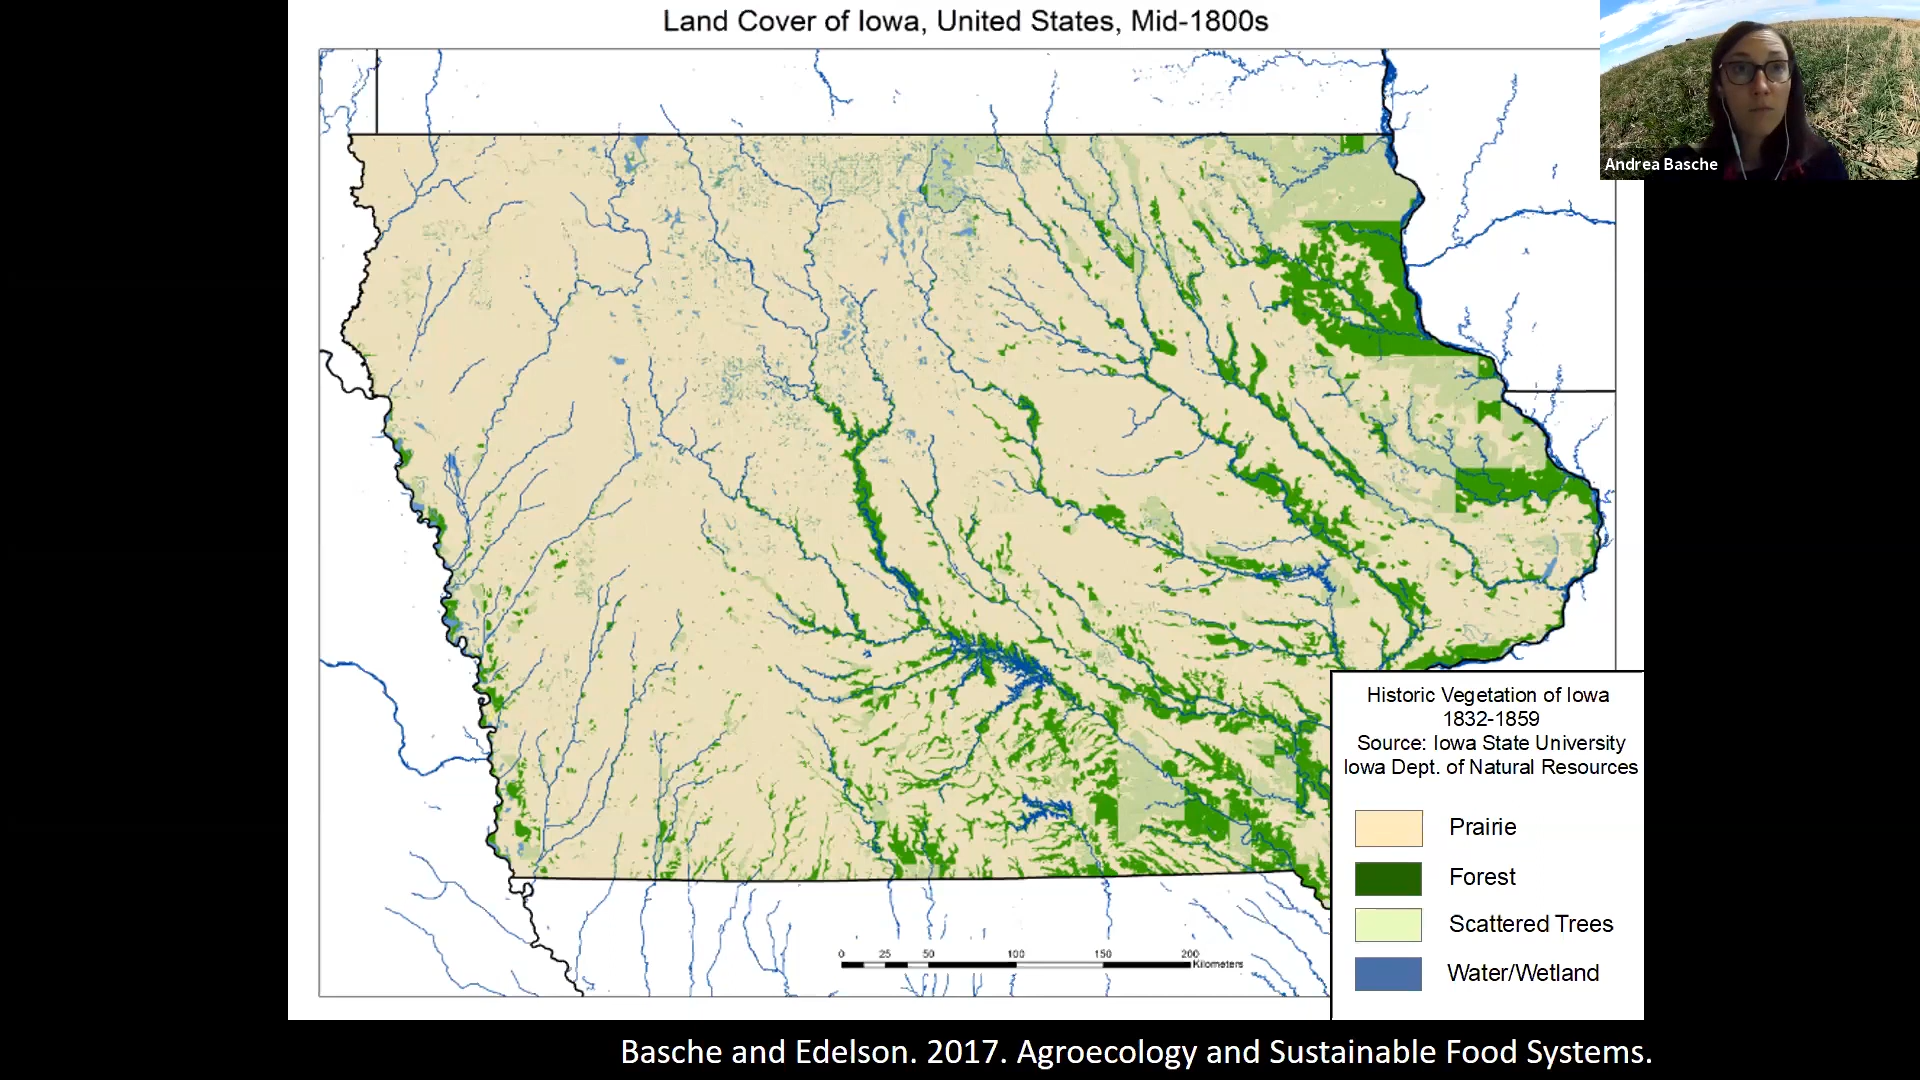 Land Cover of Iowa, United States, Mid-1800s
Andrea Basche
Historic Vegetation of Iowa
1832-1859
Source: Iowa State University
Iowa Dept. of Natural Resources
Prairie
Forest
Scattered Trees
Water/Wetland
0 25 50 100 150 200
Kilometers
Basche and Edelson. 2017. Agroecology and Sustainable Food Systems.